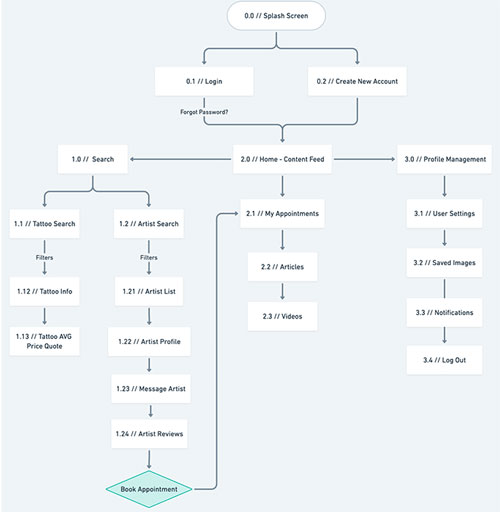 0.0 // Splash Screen
0.1 // Login
0.2 // Create New Account
Forgot Password?
1.0 // Search
2.0 // Home - Content Feed
3.0 // Profile Management
1.1 // Tattoo Search
1.2 // Artist Search
2.1 // My Appointments
3.1 // User Settings
Filters
Filters
2.2 // Articles
3.2 // Saved Images
1.12 // Tattoo Info
1.21 // Artist List
2.3 // Videos
3.3 // Notifications
1.13 // Tattoo AVG
Price Quote
1.22 // Artist Profile
3.4 // Log Out
1.23 // Message Artist
1.24 // Artist Reviews
Book Appointment